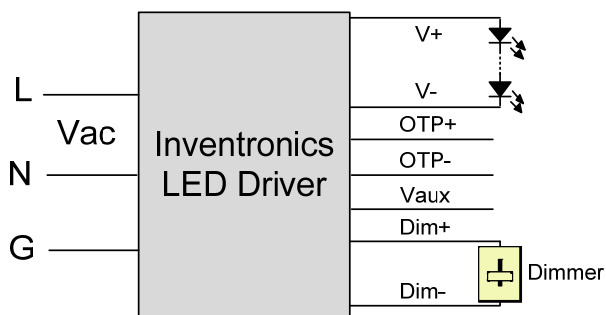 L
Vac
N
G
Inventronics
LED Driver
V+
V-
OTP+
OTP-
Vaux
Dim+
Dim-
Dimmer